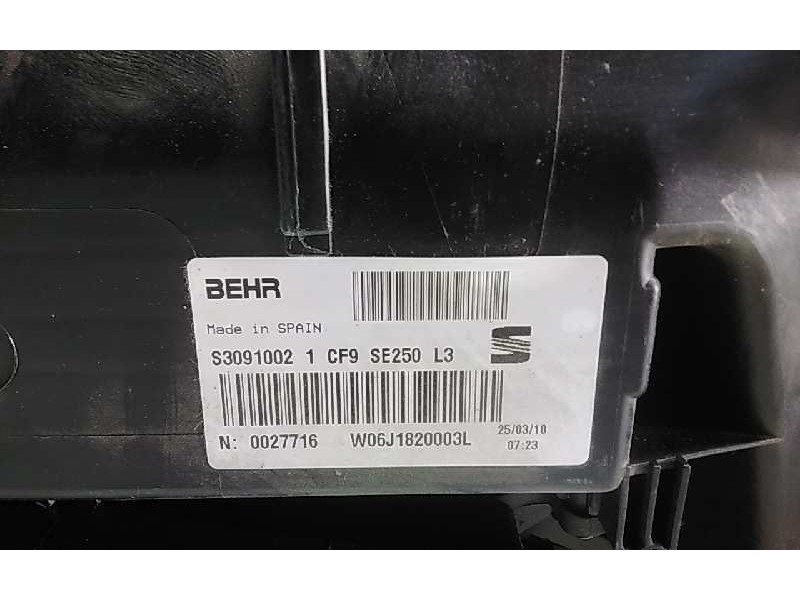 BEHR
Made in SPAIN
S3091002 1 CF9 SE250 L3
N: 0027716 W06J1820003L
25/03/10
07:23